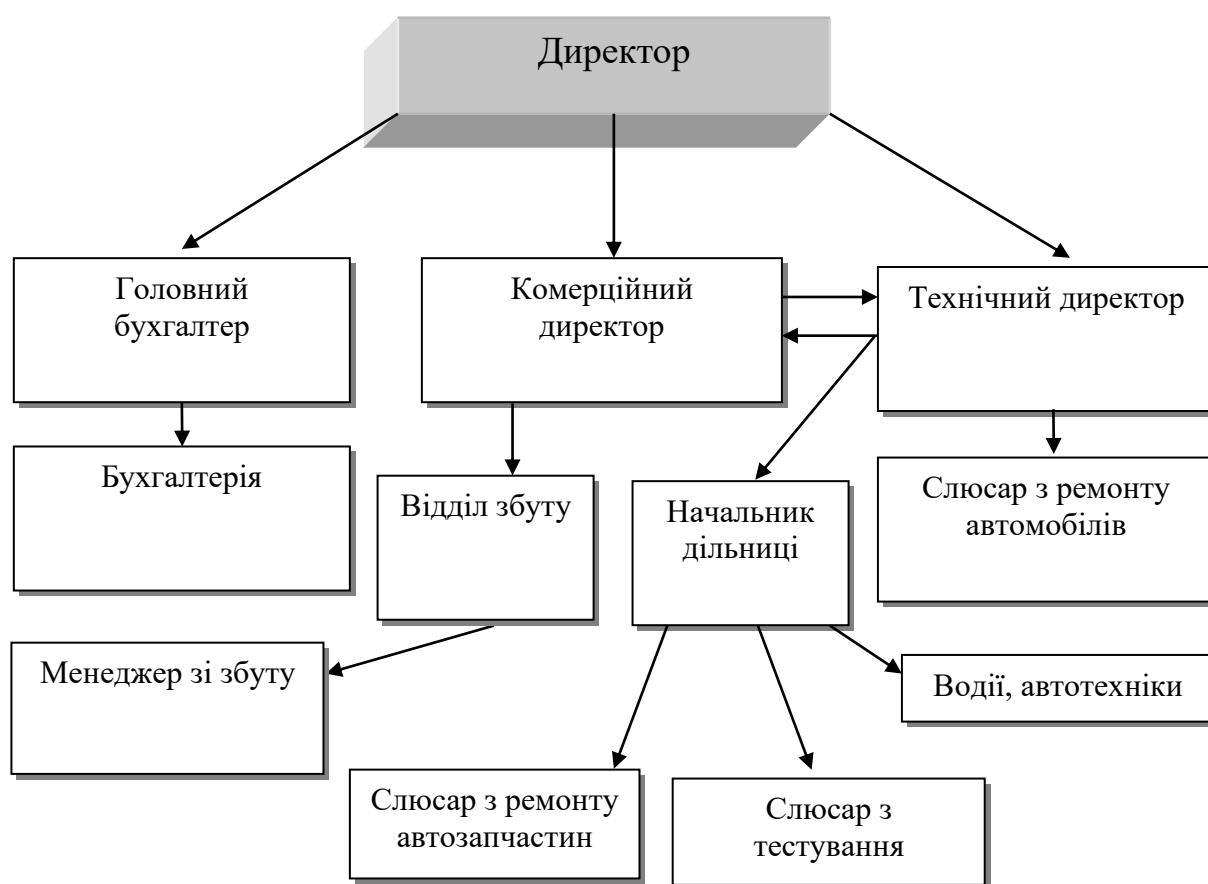 Директор
Головний
бухгалтер
Комерційний
директор
Технічний директор
Бухгалтерія
Відділ збуту
Начальник
дільниці
Слюсар з ремонту
автомобілів
Менеджер зі збуту
Водії, автотехніки
Слюсар з ремонту
автозапчастин
Слюсар з
тестування